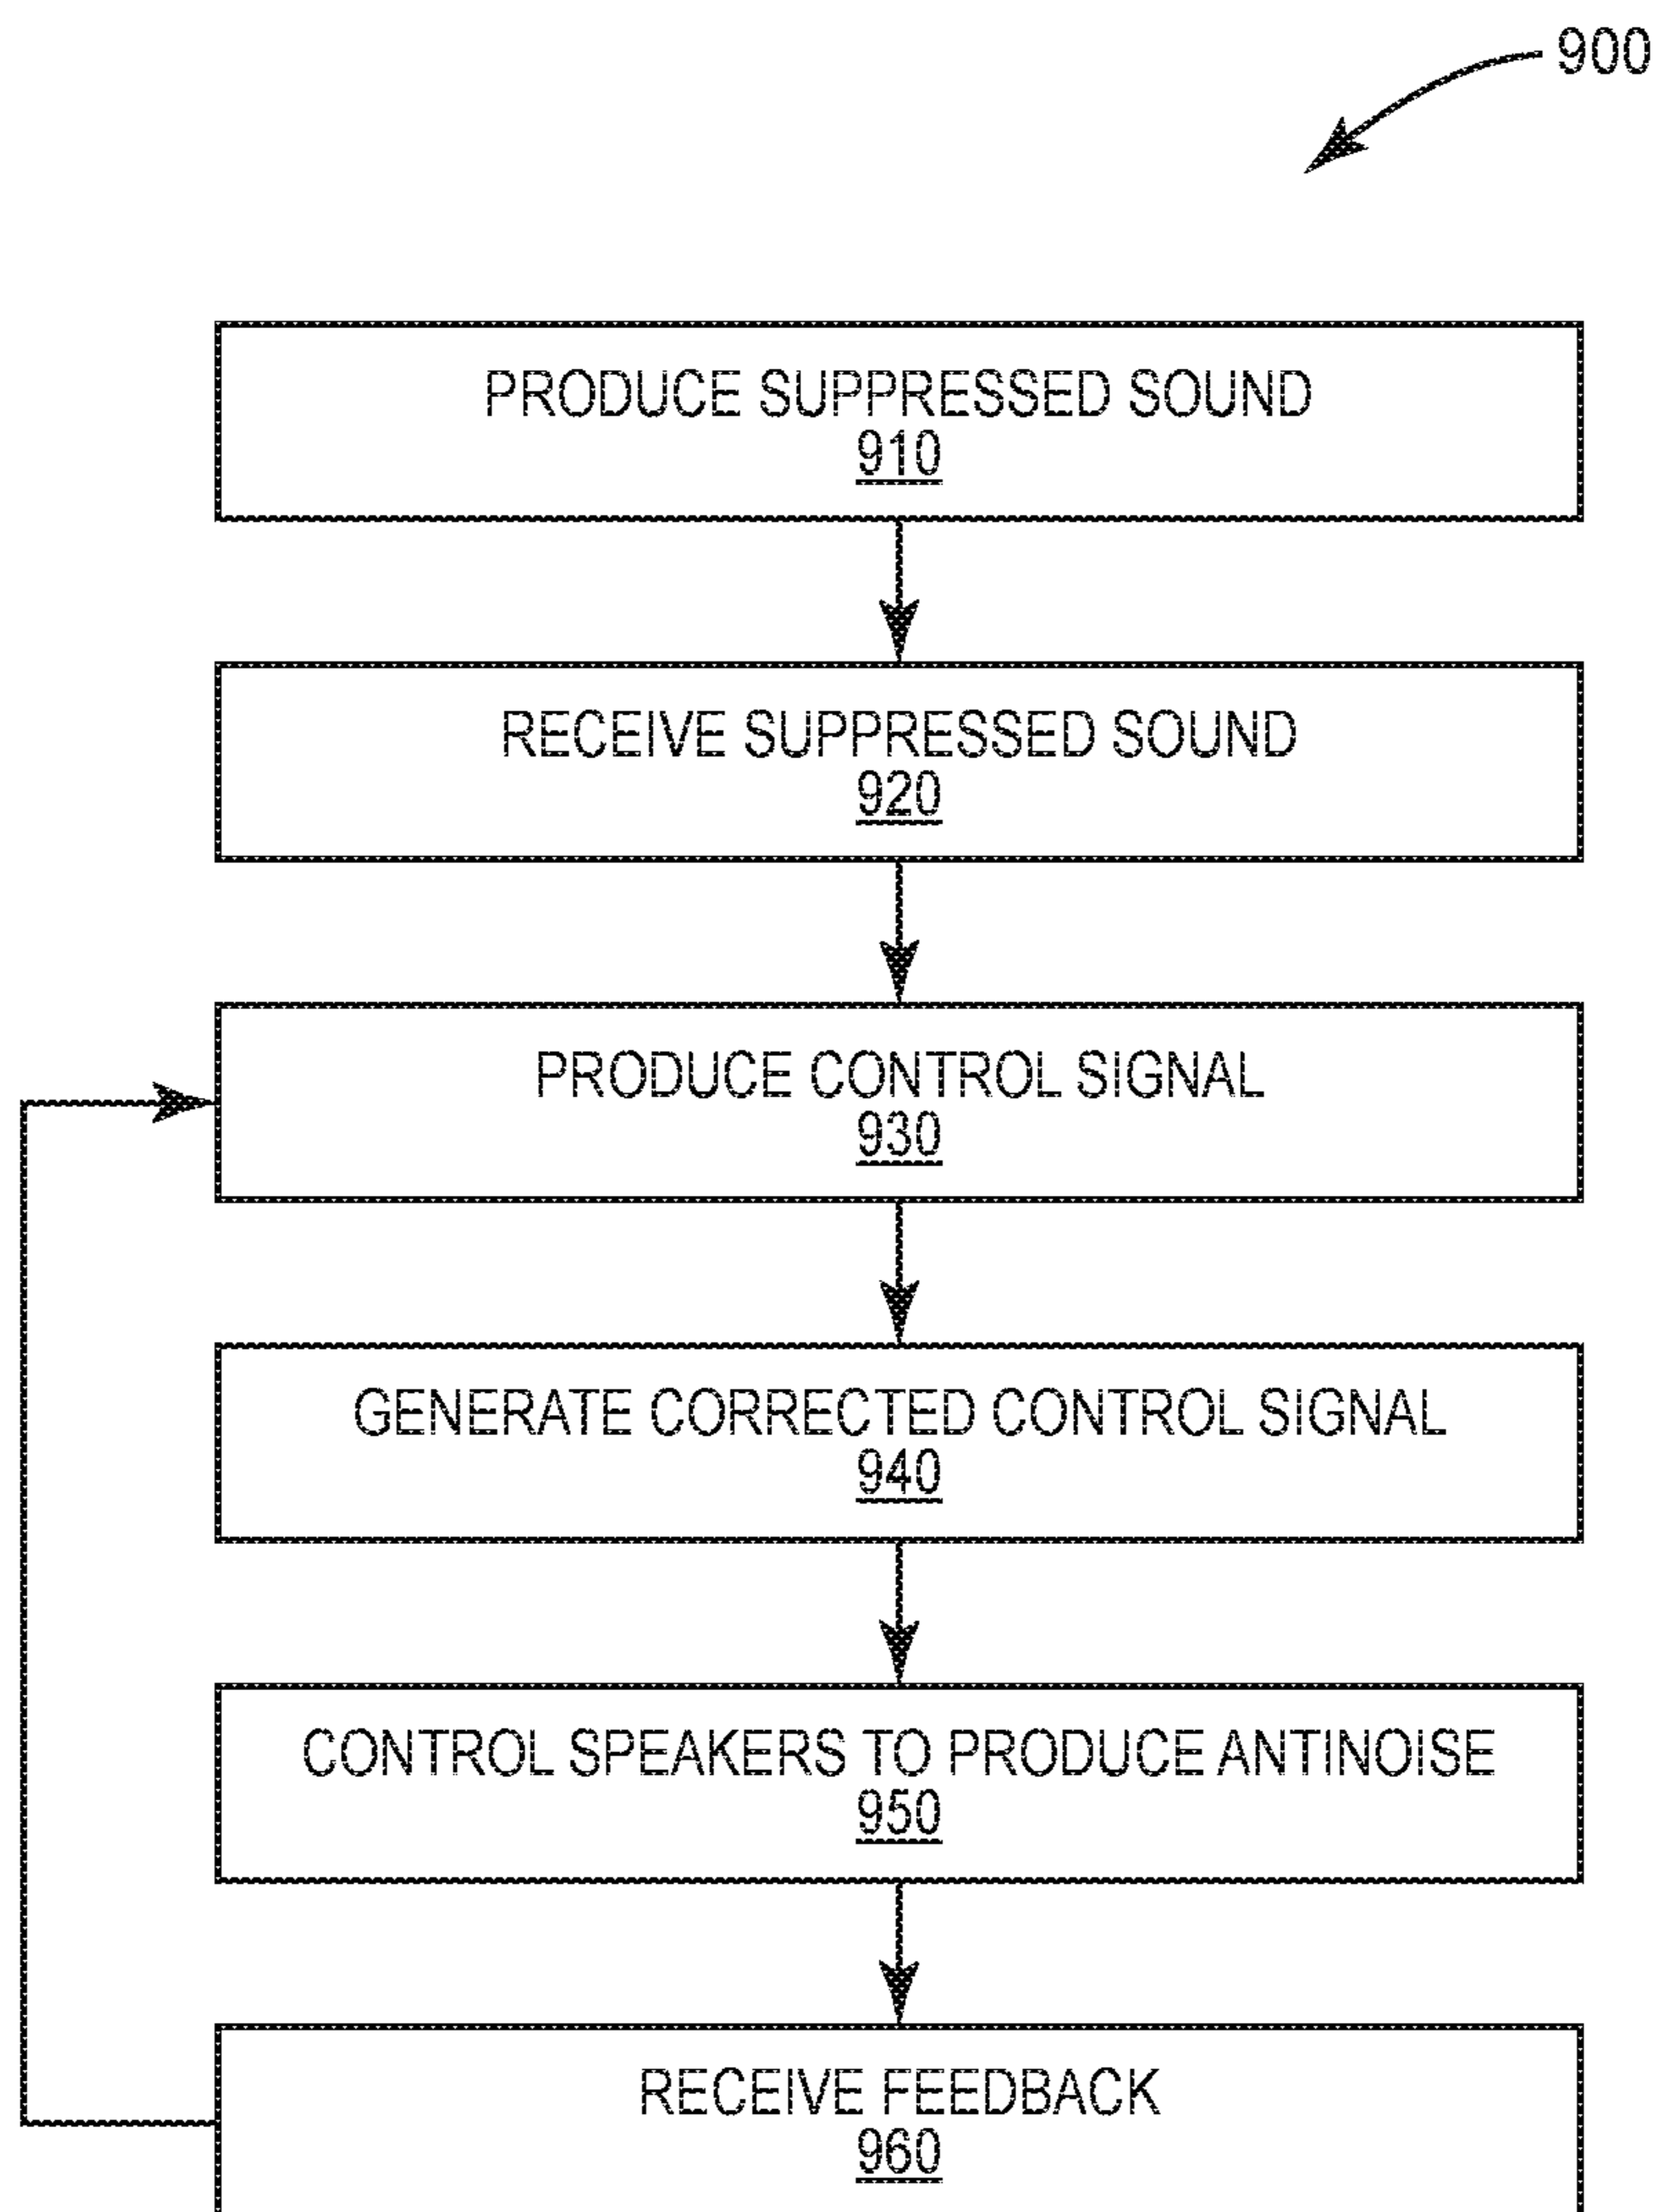 900
PRODUCE SUPPRESSED SOUND
910
RECEIVE SUPPRESSED SOUND
920
PRODUCE CONTROL SIGNAL
930
GENERATE CORRECTED CONTROL SIGNAL
940
CONTROL SPEAKERS TO PRODUCE ANTINOISE
950
RECEIVE FEEDBACK
960